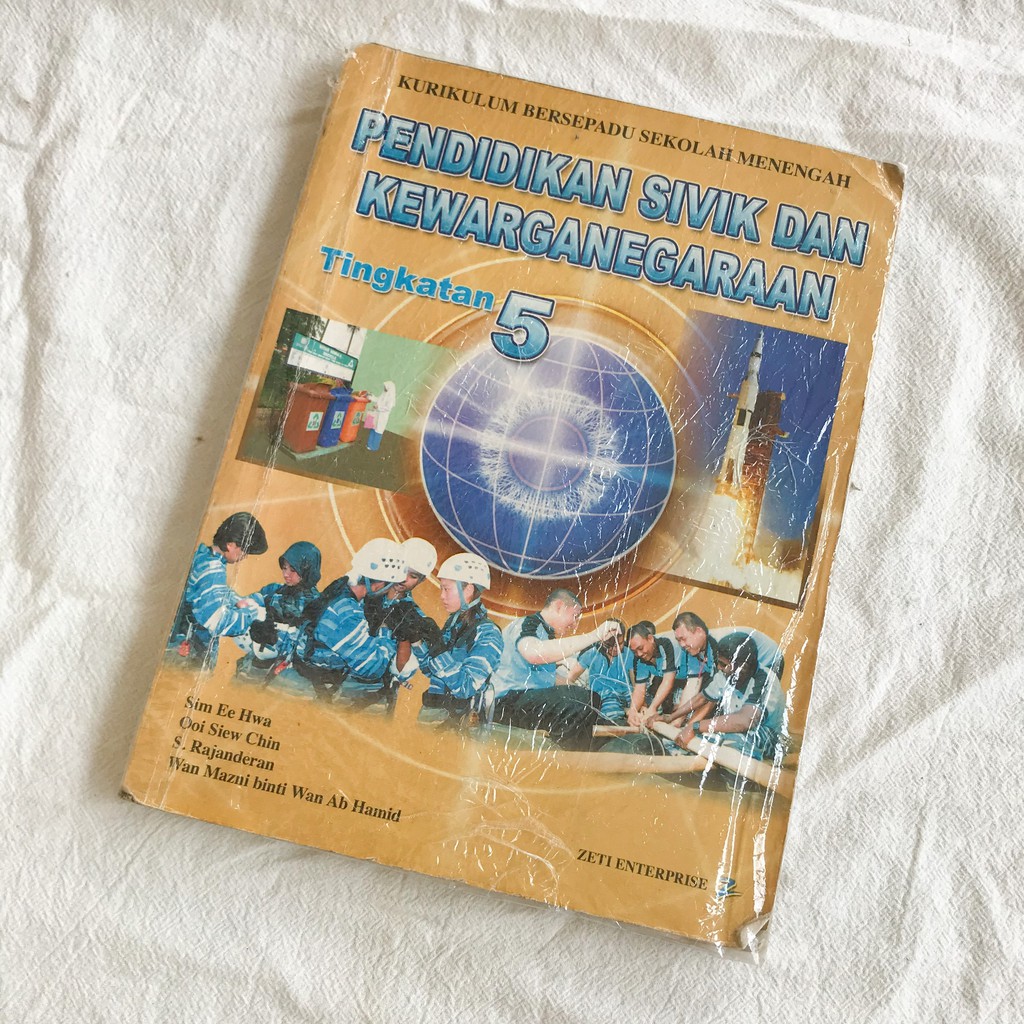 KURIKULUM BERSEPADU SEKOLAH MENENGAH
PENDIDIKAN SIVIK DAN
KEWARGANEGARAAN
Tingkatan 5
Sim Ee Hwa
Ooi Siew Chin
S. Rajanderan
Wan Mazni binti Wan Ab Hamid
ZETI ENTERPRISE